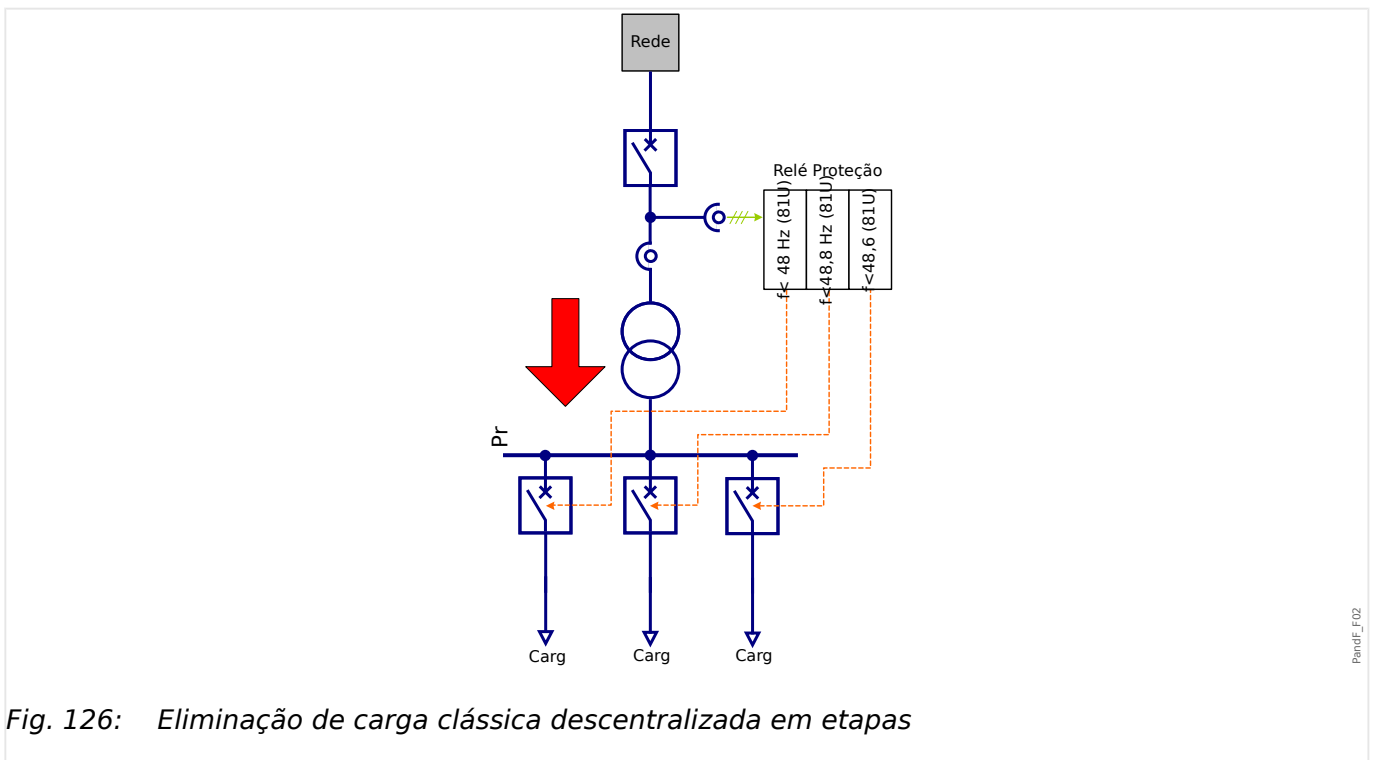 Rede
Relé Proteção
f< 48 Hz (81U)
f<48,8 Hz (81U)
f<48,6 (81U)
Pr
Carg
Carg
Carg
PandF_F02
Fig. 126: Eliminação de carga clássica descentralizada em etapas